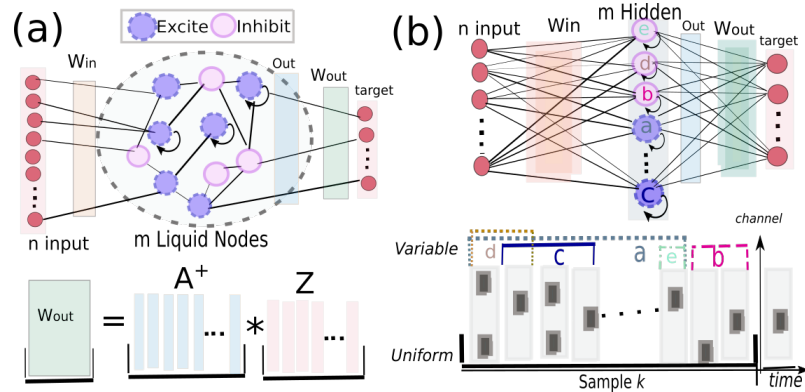 (a)
Excite Inhibit
Win
Out
Wout
target
n input
m Liquid Nodes
Wout = A+ * Z
...
...
(b)
n input
Win
m Hidden
Out
Wout
target
e
d
b
a
c
channel
Variable
d
c
a
e
b
Uniform
Sample k
time